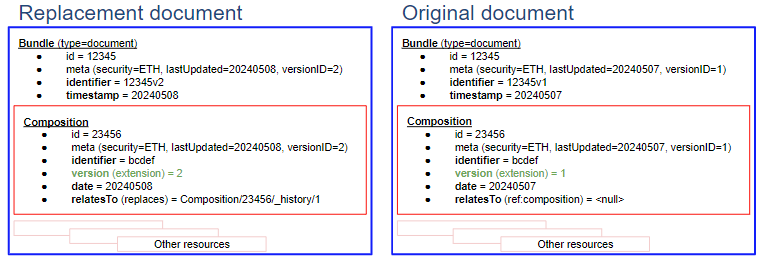 Replacement document
Bundle (type=document)
● id = 12345
● meta (security=ETH, lastUpdated=20240508, versionID=2)
● identifier = 12345v2
● timestamp = 20240508
Composition
● id = 23456
● meta (security=ETH, lastUpdated=20240508, versionID=2)
● identifier = bcdef
● version (extension) = 2
● date = 20240508
● relatesTo (replaces) = Composition/23456/_history/1
Other resources
Original document
Bundle (type=document)
● id = 12345
● meta (security=ETH, lastUpdated=20240507, versionID=1)
● identifier = 12345v1
● timestamp = 20240507
Composition
● id = 23456
● meta (security=ETH, lastUpdated=20240507, versionID=1)
● identifier = bcdef
● version (extension) = 1
● date = 20240507
● relatesTo (ref:composition) = <null>
Other resources